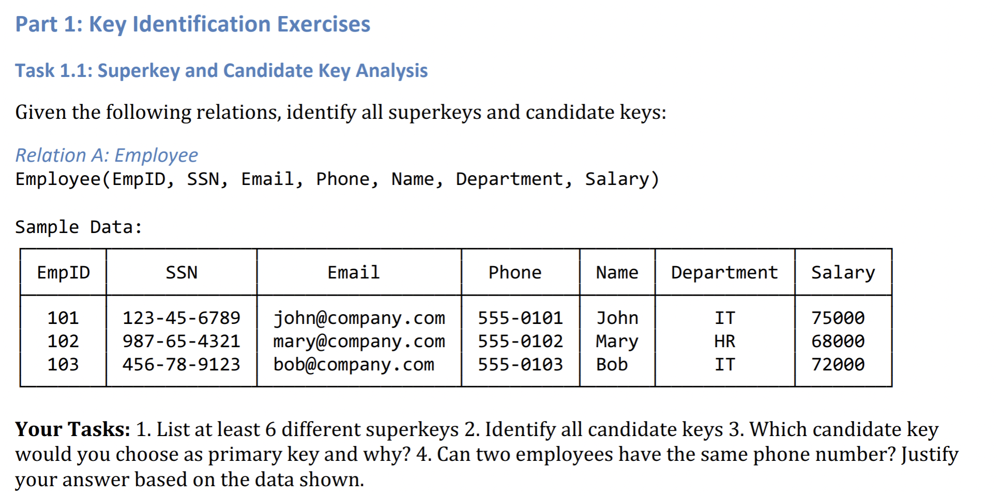 Part 1: Key Identification Exercises
Task 1.1: Superkey and Candidate Key Analysis
Given the following relations, identify all superkeys and candidate keys:
Relation A: Employee
Employee(EmpID, SSN, Email, Phone, Name, Department, Salary)
Sample Data:
EmpID SSN Email Phone Name Department Salary
101 123-45-6789 john@company.com 555-0101 John IT 75000
102 987-65-4321 mary@company.com 555-0102 Mary HR 68000
103 456-78-9123 bob@company.com 555-0103 Bob IT 72000
Your Tasks: 1. List at least 6 different superkeys 2. Identify all candidate keys 3. Which candidate key
would you choose as primary key and why? 4. Can two employees have the same phone number? Justify
your answer based on the data shown.